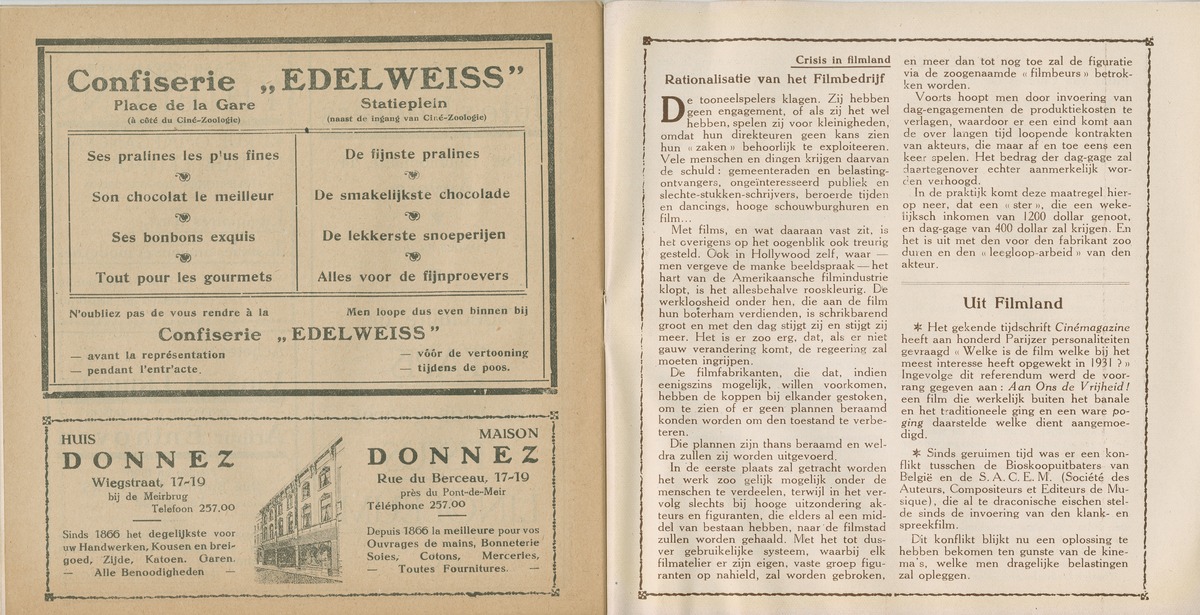 Confiserie „EDELWEISS”
Place de la Gare
(à côté du Ciné-Zoologie)
Statieplein
(naast de ingang van Ciné-Zoologie)
Ses pralines les p'us fines
Son chocolat le meilleur
Ses bonbons exquis
Tout pour les gourmets
De fijnste pralines
De smakelijkste chocolade
De lekkerste snoeperijen
Alles voor de fijnproevers
N'oubliez pas de vous rendre à la
Men loope dus even binnen bij
Confiserie „EDELWEISS”
— avant la représentation
— pendant l'entr'acte.
— vôôr de vertooning
— tijdens de poos.
HUIS
DONNEZ
Wiegstraat, 17-19
bij de Meirbrug
Telefoon 257.00
Sinds 1866 het degelijkste voor
uw Handwerken, Kousen en brei-
goed, Zijde, Katoen. Garen.
— Alle Benoodigheden —
MAISON
DONNEZ
Rue du Berceau, 17-19
près du Pont-de-Meir
Téléphone 257.00
Depuis 1866 la meilleure pour vos
Ouvrages de mains, Bonneterie
Soies, Cotons, Merceries,
— Toutes Fournitures. —
Crisis in filmland
Rationalisatie van het Filmbedrijf
De tooneelspelers klagen. Zij hebben
geen engagement, of als zij het wel
hebben, spelen zij voor kleinigheden,
omdat hun direkteuren geen kans zien
hun « zaken » behoorlijk te exploiteeren.
Vele menschen en dingen krijgen daarvan
de schuld : gemeenteraden en belasting-
ontvangers, ongeïnteresseerd publiek en
slechte-stukken-schrijvers, beroerde tijden
en dancings, hooge schouwburghuren en
film...
Met films, en wat daaraan vast zit, is
het overigens op het oogenblik ook treurig
gesteld. Ook in Hollywood zelf, waar —
men vergeve de manke beeldspraak — het
hart van de Amerikaansche filmindustrie
klopt, is het allesbehalve rooskleurig. De
werkloosheid onder hen, die aan de film
hun boterham verdienden, is schrikbarend
groot en met den dag stijgt zij en stijgt zij
meer. Het is er zoo erg, dat, als er niet
gauw verandering komt, de regeering zal
moeten ingrijpen.
De filmfabrikanten, die dat, indien
eenigszins mogelijk, willen voorkomen,
hebben de koppen bij elkander gestoken,
om te zien of er geen plannen beraamd
konden worden om den toestand te verbe-
teren.
Die plannen zijn thans beraamd en wel-
dra zullen zij worden uitgevoerd.
In de eerste plaats zal getracht worden
het werk zoo gelijk mogelijk onder de
menschen te verdeelen, terwijl in het ver-
volg slechts bij hooge uitzondering ak-
teurs en figuranten, die elders al een mid-
del van bestaan hebben, naar de filmstad
zullen worden gehaald. Met het tot dus-
ver gebruikelijke systeem, waarbij elk
filmatelier er zijn eigen, vaste groep figu-
ranten op nahield, zal worden gebroken,
en meer dan tot nog toe zal de figuratie
via de zoogenaamde « filmbeurs » betrok-
ken worden.
Voorts hoopt men door invoering van
dag-engagementen de produktiekosten te
verlagen, waardoor er een eind komt aan
de over langen tijd loopende kontrakten
van akteurs, die maar af en toe eens een
keer spelen. Het bedrag der dag-gage zal
daartegenover echter aanmerkelijk wor-
den verhoogd.
In de praktijk komt deze maatregel hier-
op neer, dat een « ster », die een weke-
lijksch inkomen van 1200 dollar genoot,
en dag-gage van 400 dollar zal krijgen. En
het is uit met den voor den fabrikant zoo
duren en den « leegloop-arbeid » van den
akteur.
Uit Filmland
* Het gekende tijdschrift Cinémagazine
heeft aan honderd Parijzer personaliteiten
gevraagd « Welke is de film welke bij het
meest interesse heeft opgewekt in 1931 ? »
Ingevolge dit referendum werd de voor-
rang gegeven aan : Aan Ons de Vrijheid !
een film die werkelijk buiten het banale
en het traditioneele ging en een ware po-
ging daarstelde welke dient aangemoe-
digd.
* Sinds geruimen tijd was er een kon-
flikt tusschen de Bioskoopuitbaters van
België en de S. A. C. E. M. (Société des
Auteurs, Compositeurs et Editeurs de Mu-
sique), die al te draconische eischen stel-
de sinds de invoering van den klank- en
spreekfilm.
Dit konflikt blijkt nu een oplossing te
hebben bekomen ten gunste van de kine-
ma's, welke men dragelijke belastingen
zal opleggen.